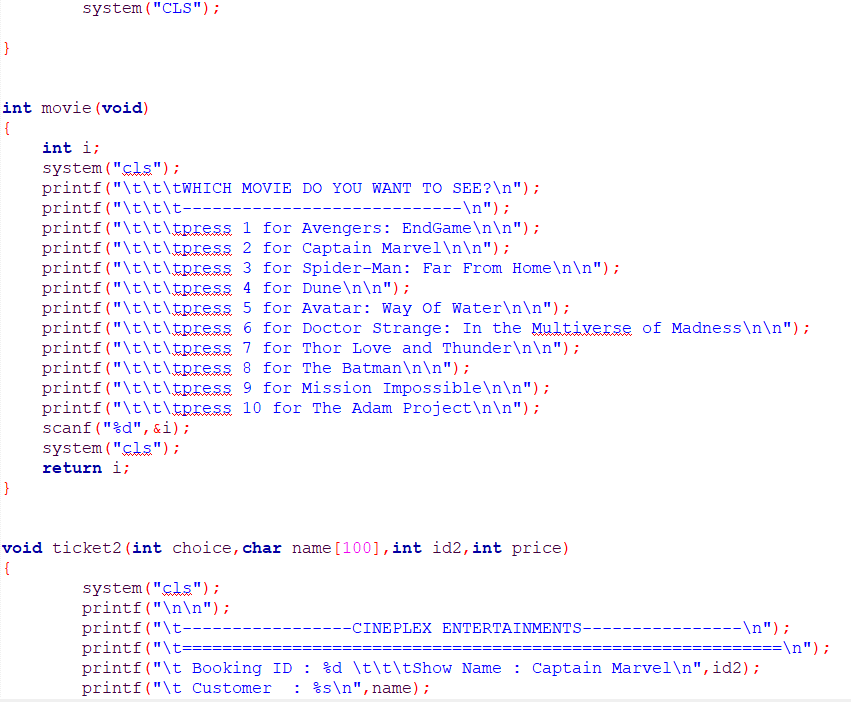 system("CLS");
}
int movie(void)
{
    int i;
    system("cls");
    printf("\t\t\tWHICH MOVIE DO YOU WANT TO SEE?\n");
    printf("\t\t\t----------------------------\n");
    printf("\t\t\tpress 1 for Avengers: EndGame\n\n");
    printf("\t\t\tpress 2 for Captain Marvel\n\n");
    printf("\t\t\tpress 3 for Spider-Man: Far From Home\n\n");
    printf("\t\t\tpress 4 for Dune\n\n");
    printf("\t\t\tpress 5 for Avatar: Way Of Water\n\n");
    printf("\t\t\tpress 6 for Doctor Strange: In the Multiverse of Madness\n\n");
    printf("\t\t\tpress 7 for Thor Love and Thunder\n\n");
    printf("\t\t\tpress 8 for The Batman\n\n");
    printf("\t\t\tpress 9 for Mission Impossible\n\n");
    printf("\t\t\tpress 10 for The Adam Project\n\n");
    scanf("%d",&i);
    system("cls");
    return i;
}
void ticket2(int choice,char name[100],int id2,int price)
{
        system("cls");
        printf("\n\n");
        printf("\t-----------------CINEPLEX ENTERTAINMENTS----------------\n");
        printf("\t============================================================\n");
        printf("\t Booking ID : %d \t\t\tShow Name : Captain Marvel\n",id2);
        printf("\t Customer  : %s\n",name);